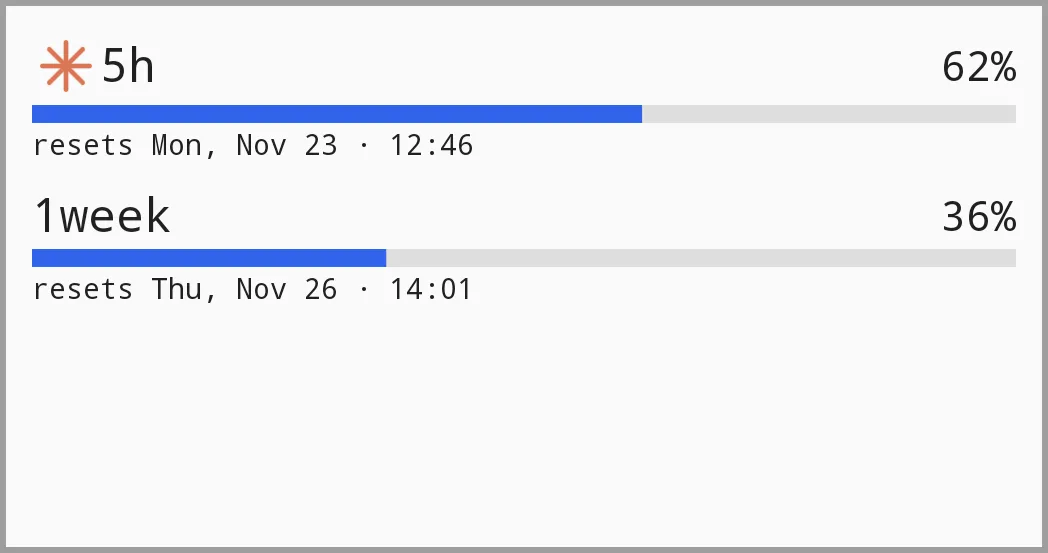 5h 62%
resets Mon, Nov 23 · 12:46
1week 36%
resets Thu, Nov 26 · 14:01